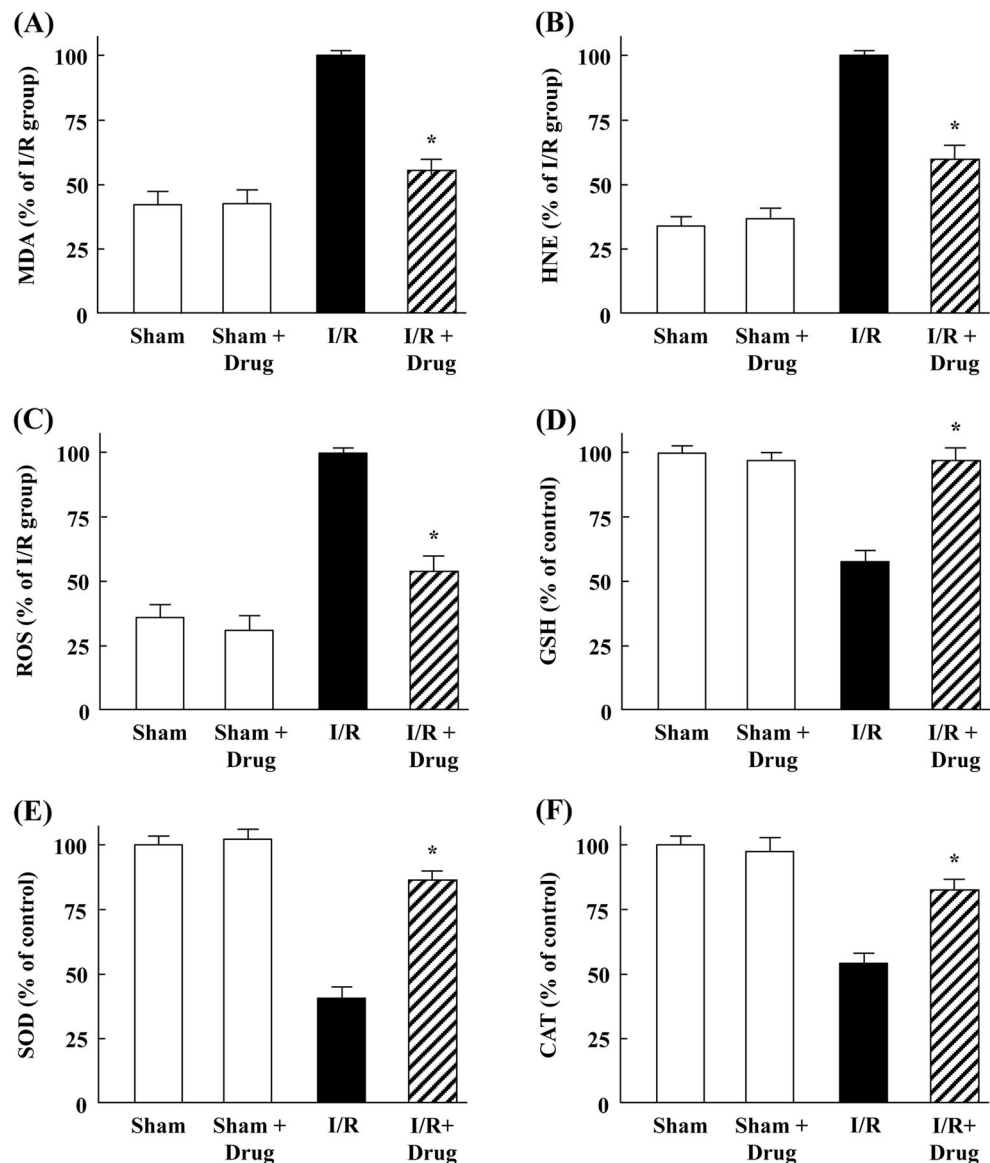 (A)
MDA (% of I/R group)
100
75
50
25
0
*
Sham
Sham +
Drug
I/R
I/R +
Drug
(B)
HNE (% of I/R group)
100
75
50
25
0
*
Sham
Sham +
Drug
I/R
I/R +
Drug
(C)
ROS (% of I/R group)
100
75
50
25
0
*
Sham
Sham +
Drug
I/R
I/R +
Drug
(D)
GSH (% of control)
100
75
50
25
0
*
Sham
Sham +
Drug
I/R
I/R +
Drug
(E)
SOD (% of control)
100
75
50
25
0
*
Sham
Sham +
Drug
I/R
I/R+
Drug
(F)
CAT (% of control)
100
75
50
25
0
*
Sham
Sham +
Drug
I/R
I/R+
Drug